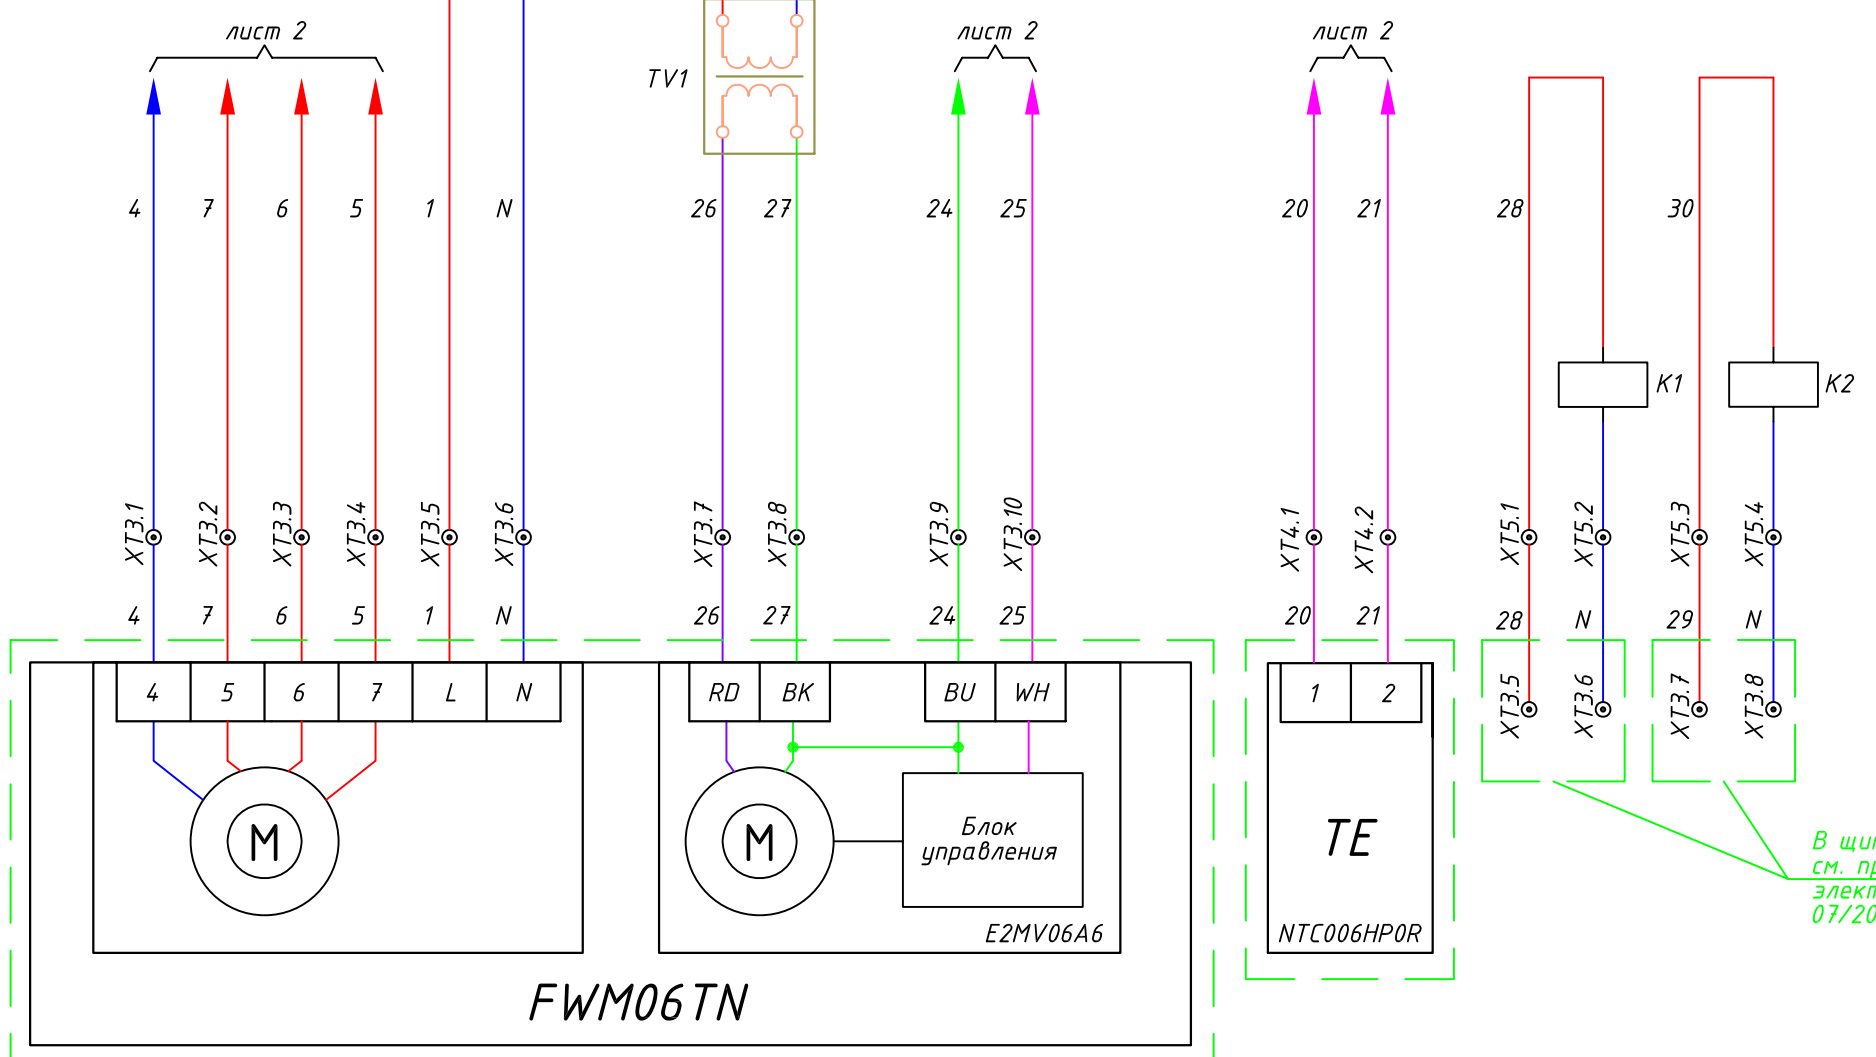 лист 2
лист 2
лист 2
TV1
4 7 6 5 1 N 26 27 24 25 20 21 28 30
K1 K2
XT3.1 XT3.2 XT3.3 XT3.4 XT3.5 XT3.6 XT3.7 XT3.8 XT3.9 XT3.10 XT4.1 XT4.2 XT5.1 XT5.2 XT5.3 XT5.4
4 7 6 5 1 N 26 27 24 25 20 21 28 N 29 N
4 5 6 7 L N RD BK BU WH 1 2
XT3.5 XT3.6 XT3.7 XT3.8
M M
Блок
управления
TE
E2MV06A6
NTC006HP0R
FWM06TN
В
см.
07/20